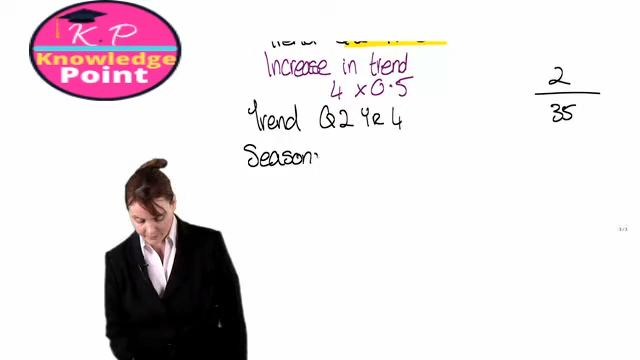 K.P
Knowledge
Point
Increase in trend
4 x 0.5
2
Trend Q2 Yr 4
35
Season